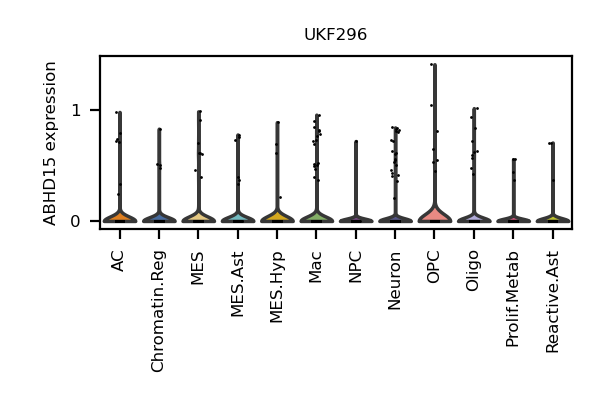 UKF296
ABHD15 expression
1
0
AC
Chromatin.Reg
MES
MES.Ast
MES.Hyp
Mac
NPC
Neuron
OPC
Oligo
Prolif.Metab
Reactive.Ast